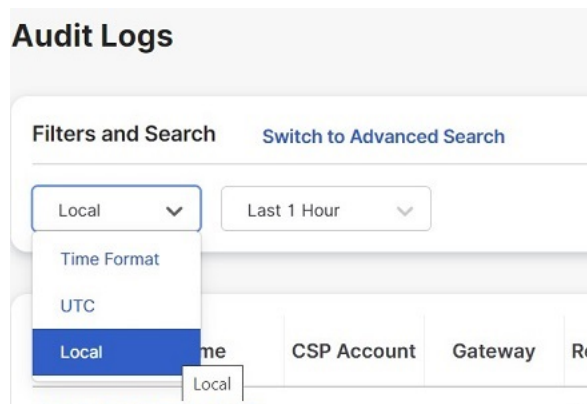 Audit Logs
Filters and Search Switch to Advanced Search
Local Last 1 Hour
Time Format
UTC
Local
CSP Account Gateway
Local